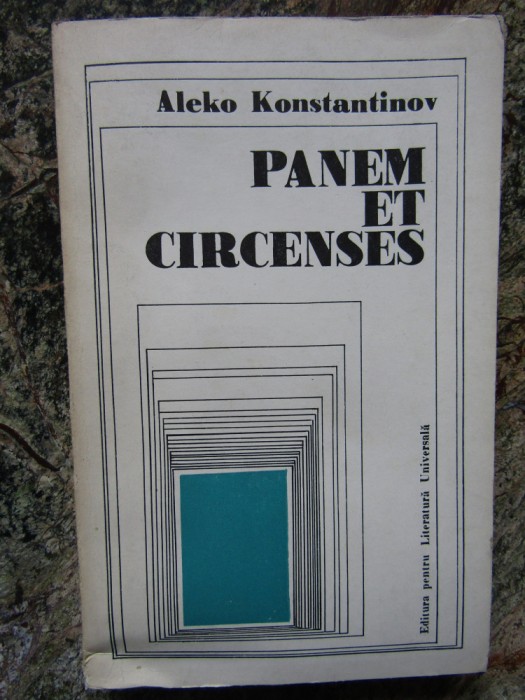 Aleko Konstantinov
PANEM
ET
CIRCENSES
Editura pentru Literatură Universală